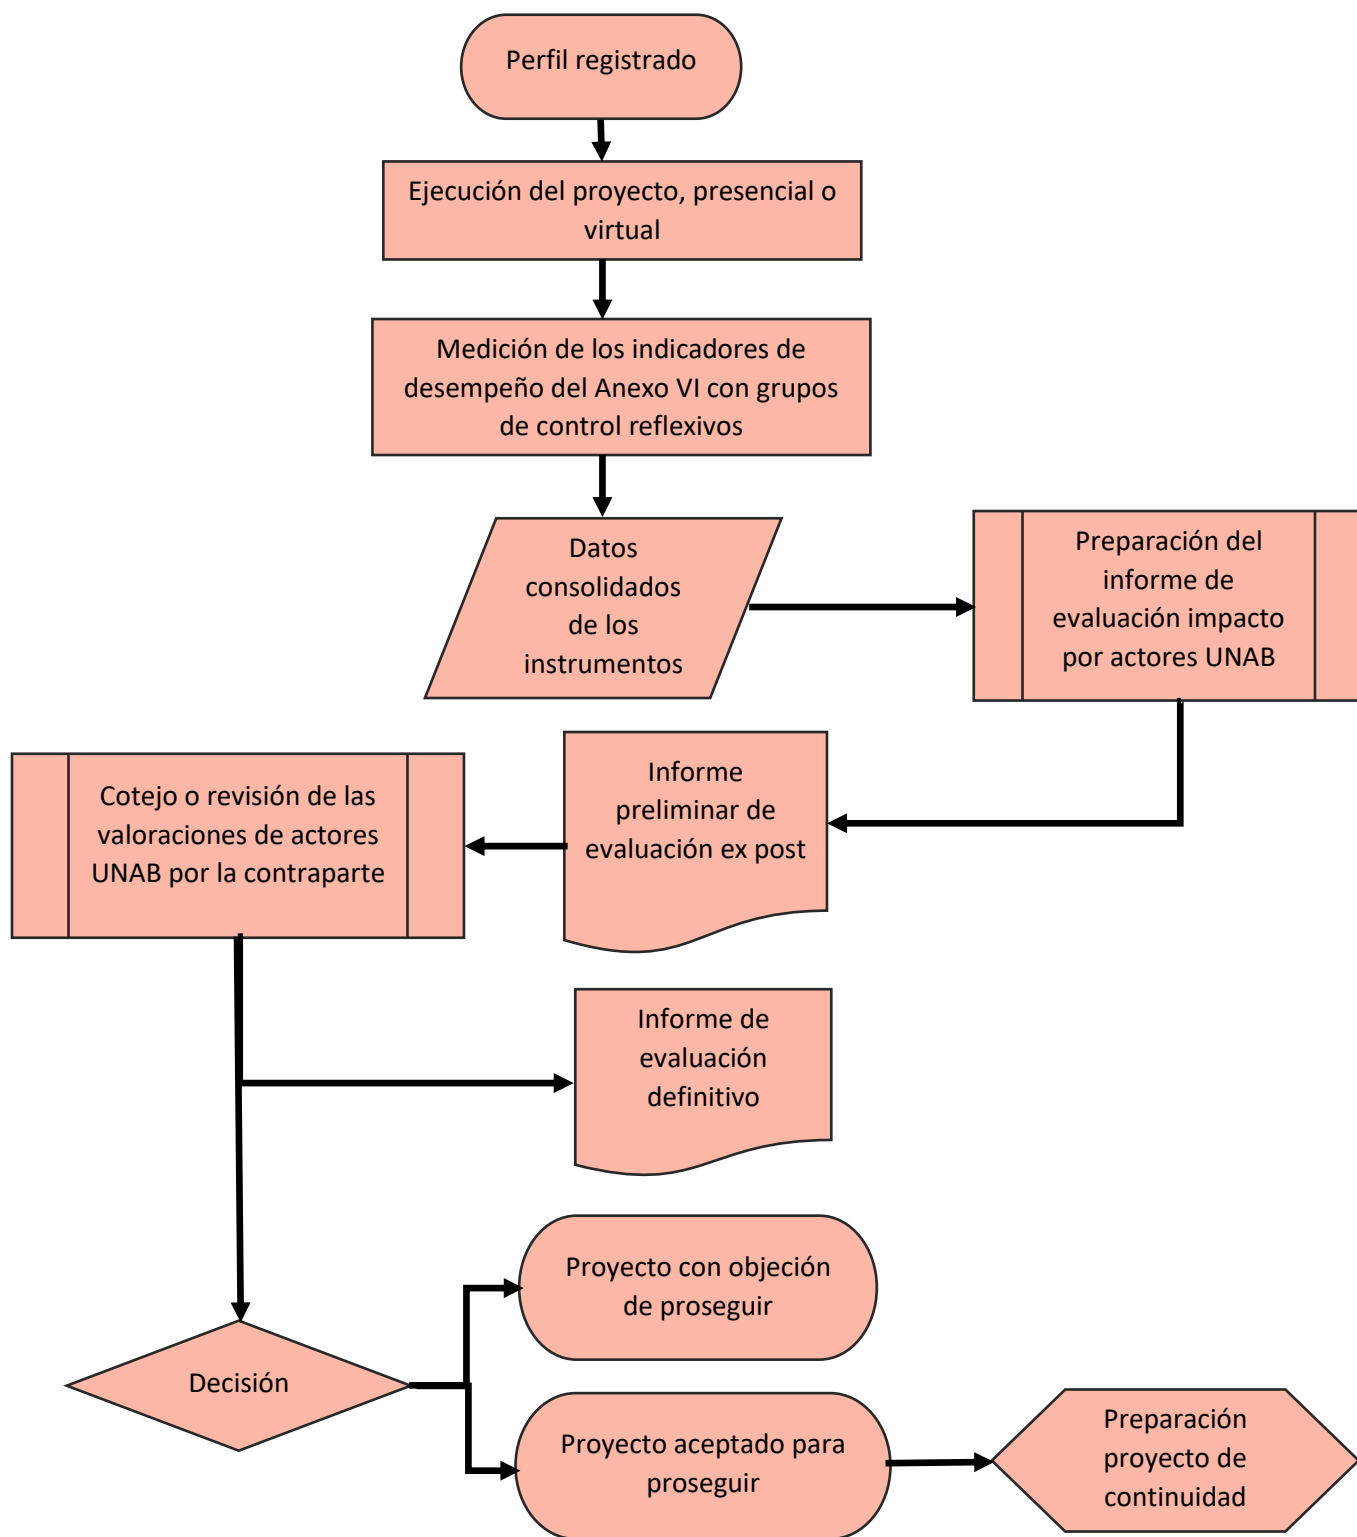 Perfil registrado
Ejecución del proyecto, presencial o
virtual
Medición de los indicadores de
desempeño del Anexo VI con grupos
de control reflexivos
Datos
consolidados
de los
instrumentos
Preparación del
informe de
evaluación impacto
por actores UNAB
Informe
preliminar de
evaluación ex post
Cotejo o revisión de las
valoraciones de actores
UNAB por la contraparte
Informe de
evaluación
definitivo
Proyecto con objeción
de proseguir
Decisión
Proyecto aceptado para
proseguir
Preparación
proyecto de
continuidad